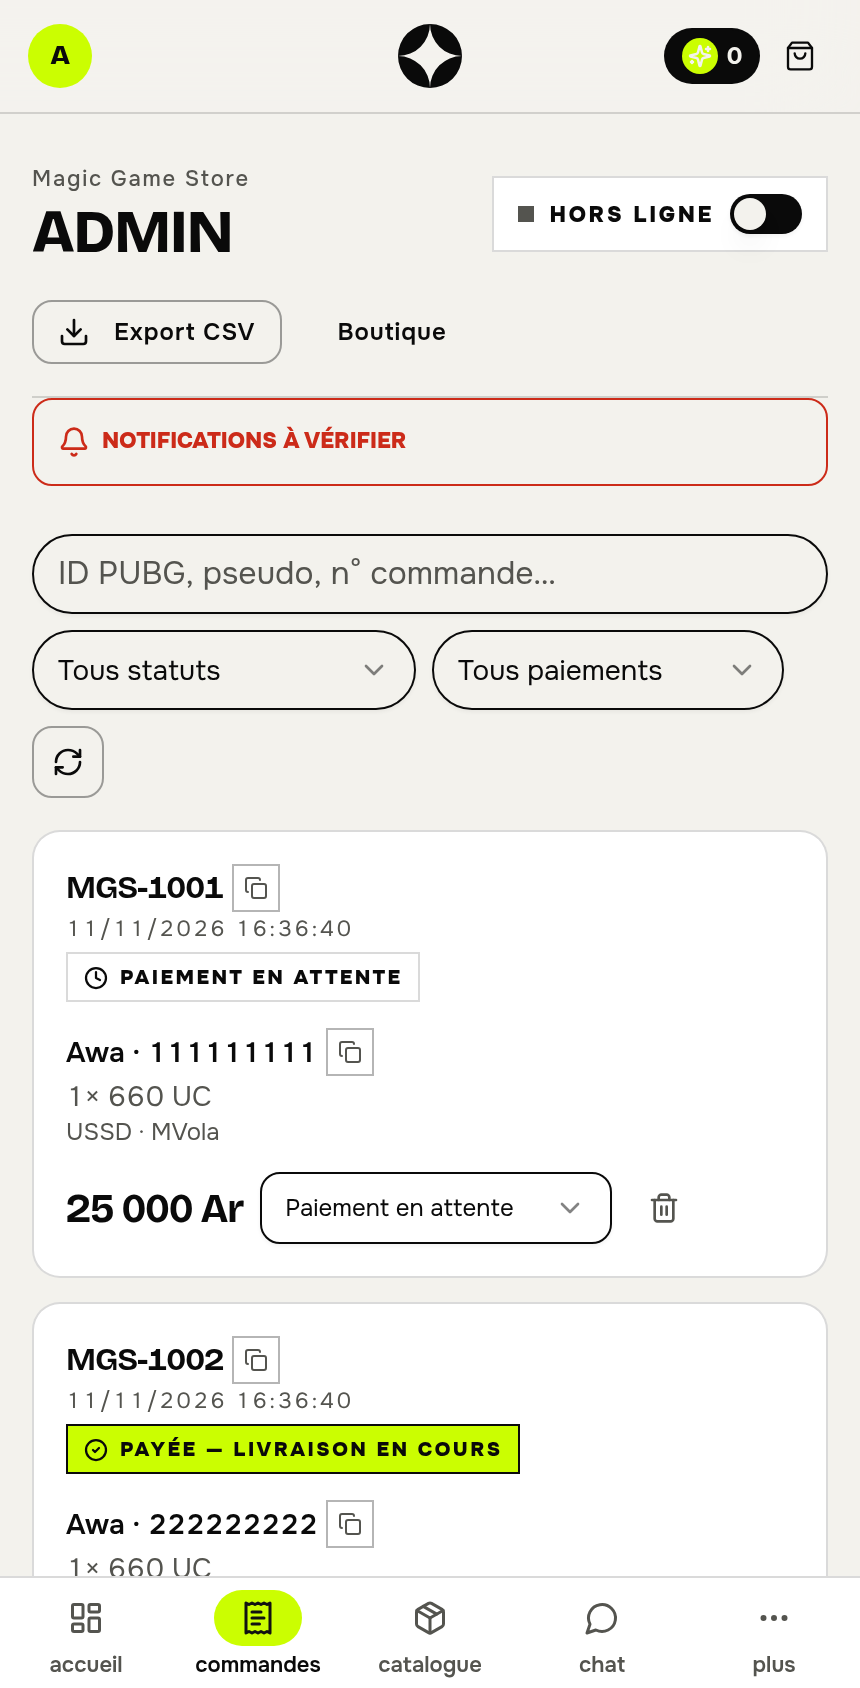 A
0
Magic Game Store
ADMIN
HORS LIGNE
Export CSV
Boutique
NOTIFICATIONS À VÉRIFIER
ID PUBG, pseudo, n° commande...
Tous statuts
Tous paiements
MGS-1001
11/11/2026 16:36:40
PAIEMENT EN ATTENTE
Awa · 111111111
1× 660 UC
USSD · MVola
25 000 Ar
Paiement en attente
MGS-1002
11/11/2026 16:36:40
PAYÉE — LIVRAISON EN COURS
Awa · 222222222
1× 660 UC
accueil
commandes
catalogue
chat
plus